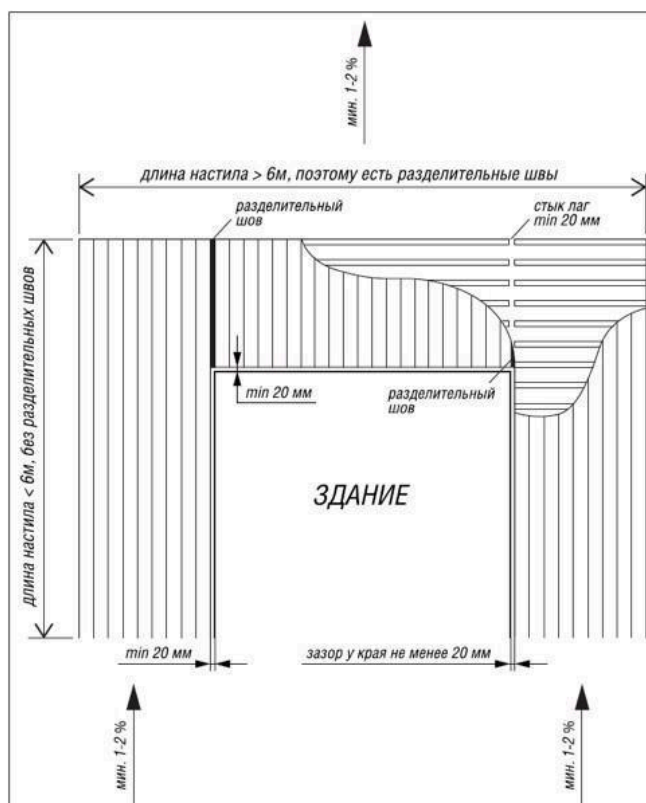 мин. 1-2 %
длина настила > 6м, поэтому есть разделительные швы
разделительный
шов
стык лаг
min 20 мм
длина настила < 6м, без разделительных швов
min 20 мм
разделительный
шов
ЗДАНИЕ
min 20 мм
зазор у края не менее 20 мм
мин. 1-2 %
мин. 1-2 %